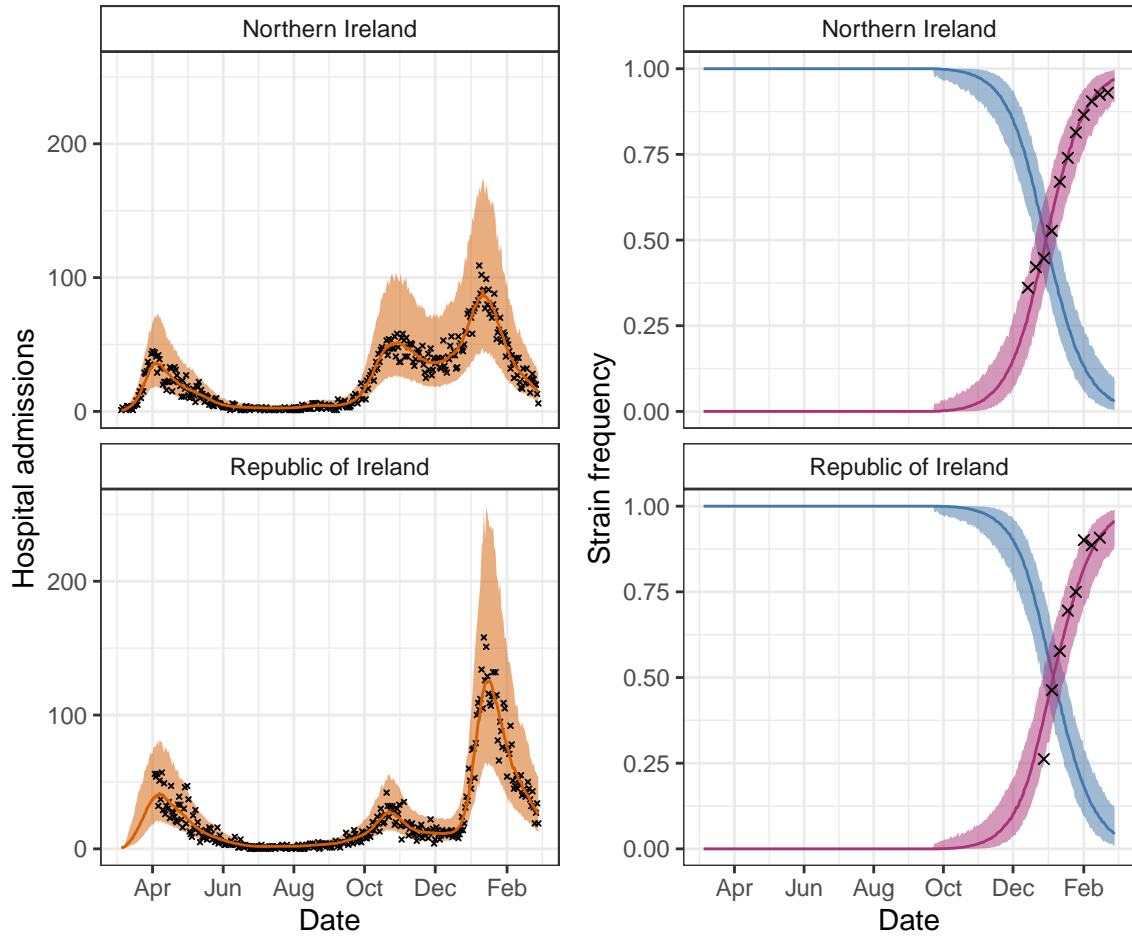 Northern Ireland
Northern Ireland
Hospital admissions
200
100
0
Strain frequency
1.00
0.75
0.50
0.25
0.00
Republic of Ireland
Republic of Ireland
200
100
0
1.00
0.75
0.50
0.25
0.00
Apr Jun Aug Oct Dec Feb
Date
Apr Jun Aug Oct Dec Feb
Date